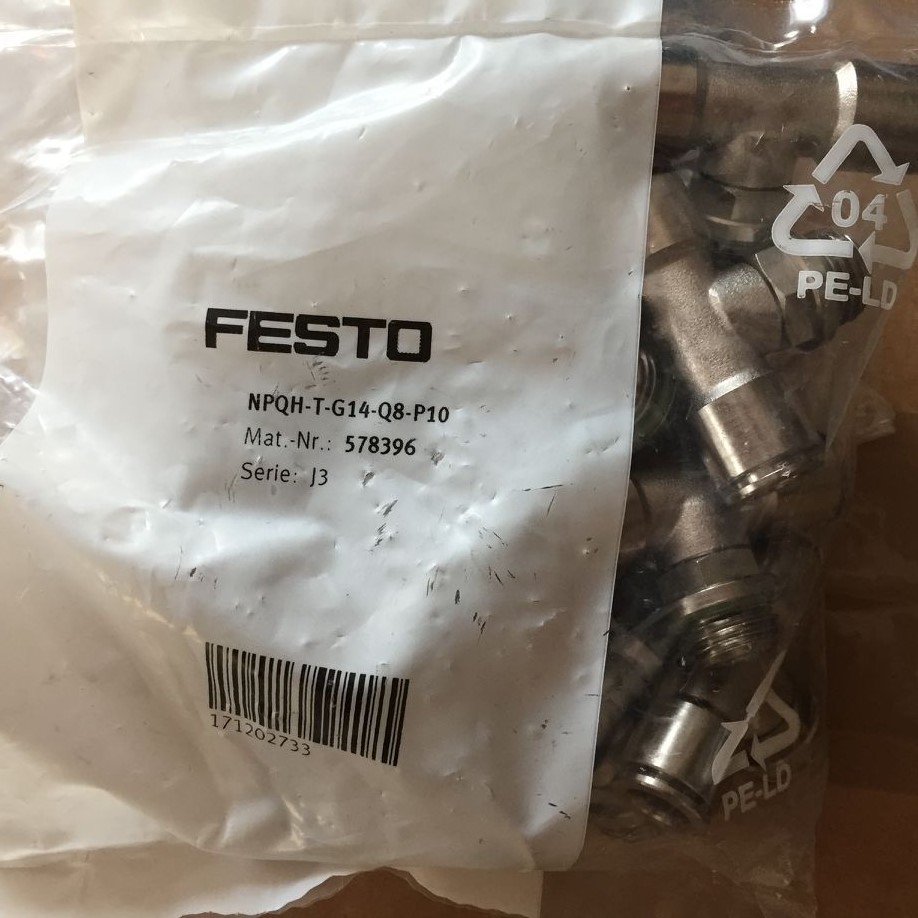 FESTO
NPQH-T-G14-Q8-P10
Mat.-Nr.: 578396
Serie: J3
171202733
04
PE-LD
PE-LD